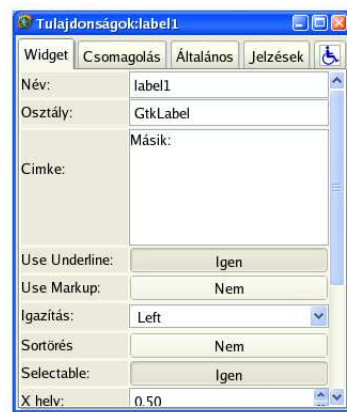 Tulajdonságok:label1
Widget Csomagolás Általános Jelzések
Név: label1
Osztály: GtkLabel
Cimke: Másik:
Use Underline: Igen
Use Markup: Nem
Igazítás: Left
Sortörés Nem
Selectable: Igen
X helv: 0.50